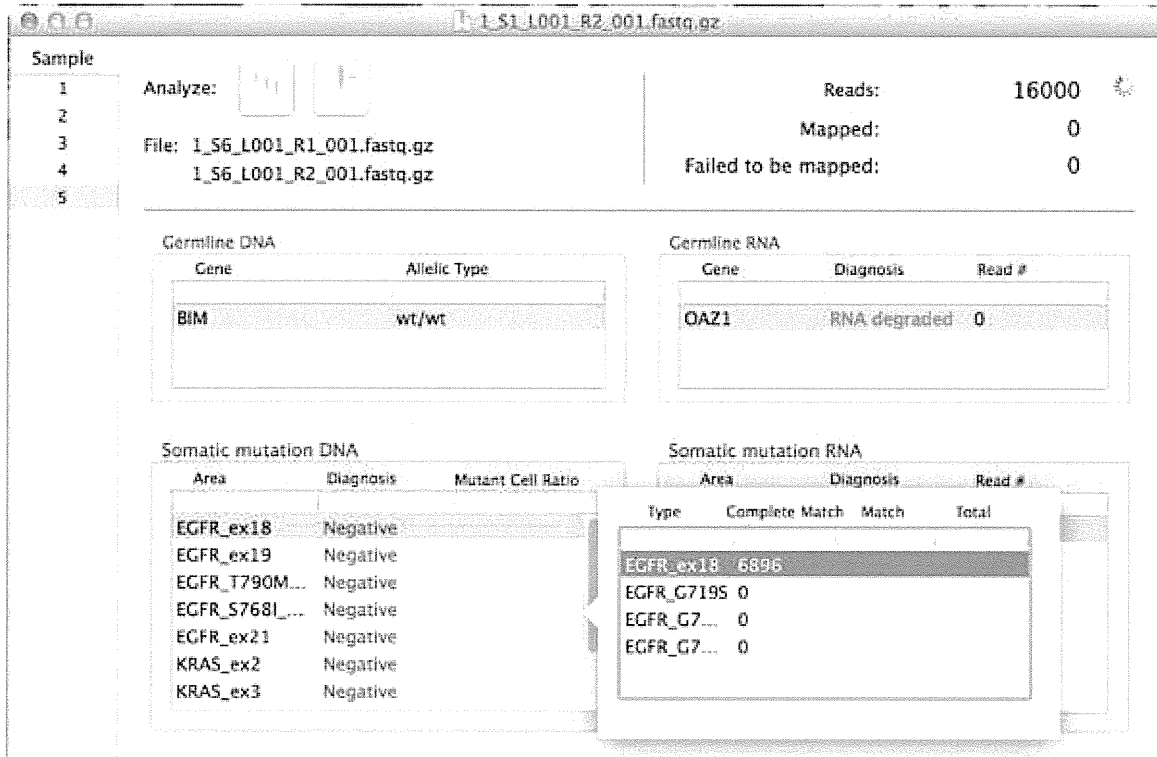 1_S1_L001_R2_001.fastq.gz
Sample
1
2
3
4
5
Analyze:
File: 1_S6_L001_R1_001.fastq.gz
1_S6_L001_R2_001.fastq.gz
Reads: 16000
Mapped: 0
Failed to be mapped: 0
Germline DNA
Gene Allelic Type
BIM wt/wt
Germline RNA
Gene Diagnosis Read #
OAZ1 RNA degraded 0
Somatic mutation DNA
Area Diagnosis Mutant Cell Ratio
EGFR_ex18 Negative
EGFR_ex19 Negative
EGFR_T790M... Negative
EGFR_S768I_... Negative
EGFR_ex21 Negative
KRAS_ex2 Negative
KRAS_ex3 Negative
Somatic mutation RNA
Area Diagnosis Read #
Type Complete Match Match Total
EGFR_ex18 6896
EGFR_G719S 0
EGFR_G7... 0
EGFR_G7... 0